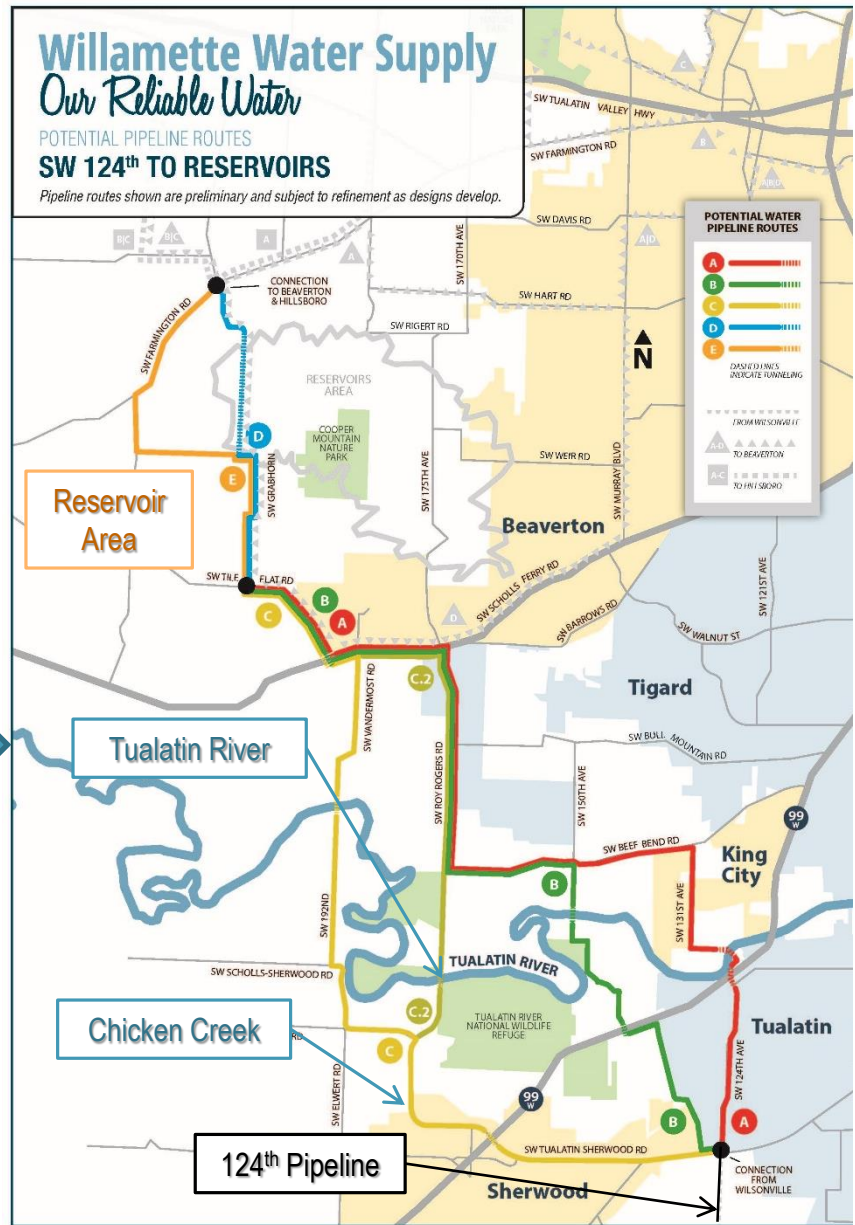 Willamette Water Supply
Our Reliable Water
POTENTIAL PIPELINE ROUTES
SW 124th TO RESERVOIRS
Pipeline routes shown are preliminary and subject to refinement as designs develop.
C
SW TUALATIN VALLEY HWY
B
SW FARMINGTON RD
A|B|D
SW DAVIS RD
SW 170TH AVE
A|D
B|C
B|C
A
A
POTENTIAL WATER
PIPELINE ROUTES
A
B
C
D
E
DASHED LINES
INDICATE TUNNELING
FROM WILSONVILLE
A-D
TO BEAVERTON
A-C
TO HILLSBORO
CONNECTION
TO BEAVERTON
& HILLSBORO
SW HART RD
SW FARMINGTON RD
SW RIGERT RD
N
RESERVOIRS
AREA
COOPER
MOUNTAIN
NATURE
PARK
D
SW GRABHORN
SW 175TH AVE
SW WEIR RD
SW MURRAY BLVD
E
Reservoir
Area
Beaverton
SW TILE FLAT RD
SW SCHOLLS FERRY RD
SW 121ST AVE
B
A
C
D
SW BARROWS RD
SW WALNUT ST
C.2
SW VANDERMOST RD
Tigard
Tualatin River
SW ROY ROGERS RD
SW BULL MOUNTAIN RD
SW 150TH AVE
99
W
SW BEEF BEND RD
King
City
B
SW 131ST AVE
SW 192ND
TUALATIN RIVER
SW SCHOLLS-SHERWOOD RD
C.2
TUALATIN RIVER
NATIONAL WILDLIFE
REFUGE
Tualatin
Chicken Creek
RD
C
SW 124TH AVE
SW ELWERT RD
99
W
B
A
SW TUALATIN SHERWOOD RD
124th Pipeline
CONNECTION
FROM
WILSONVILLE
Sherwood